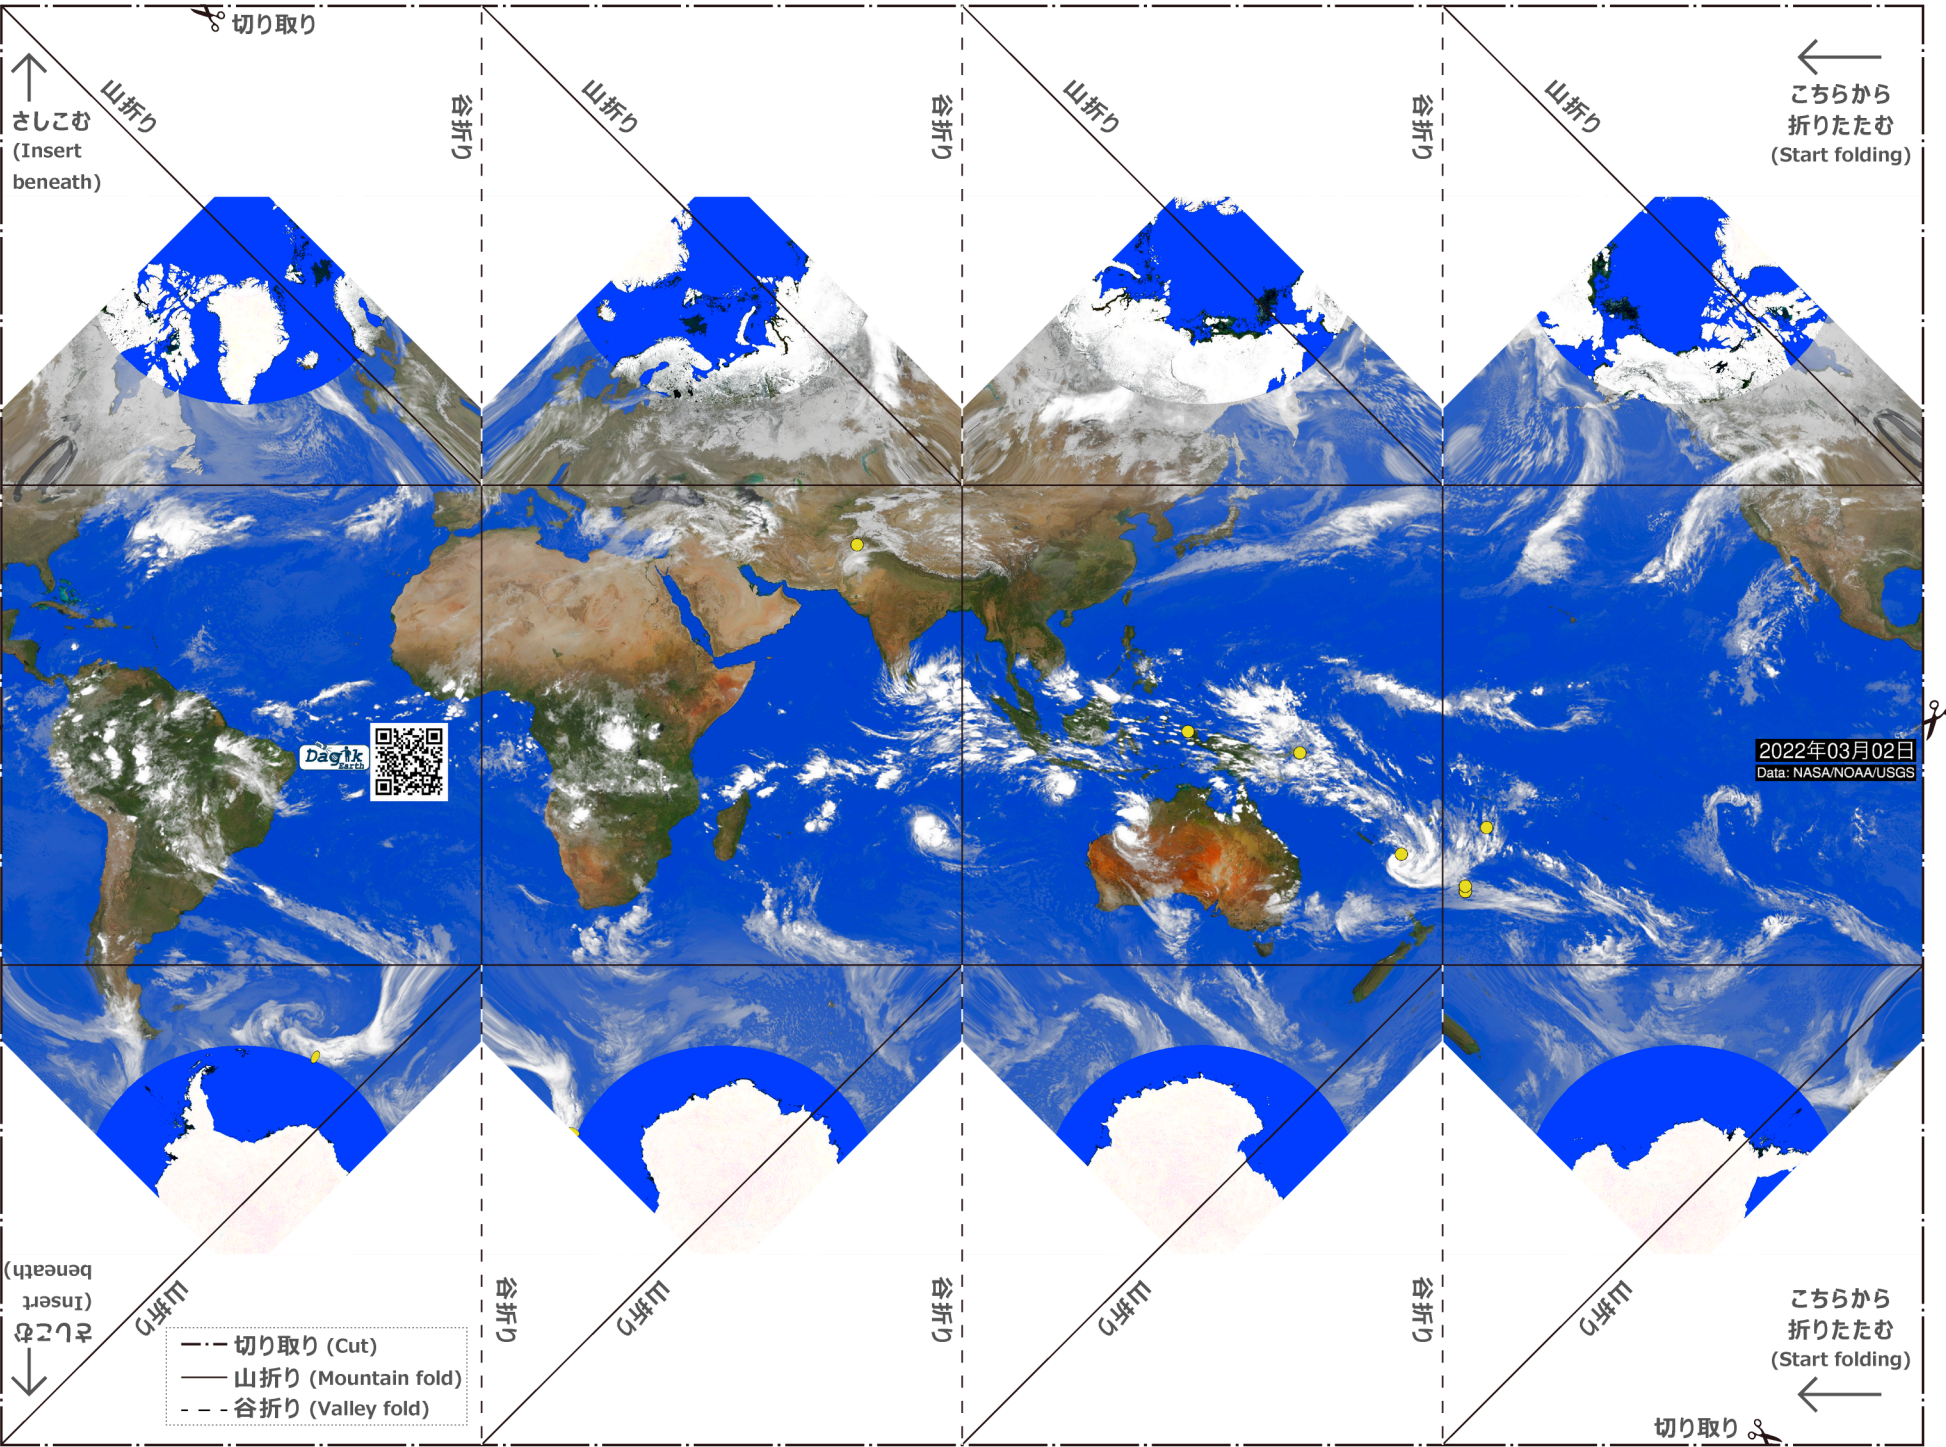 切り取り
山折り
谷折り
山折り
谷折り
山折り
谷折り
山折り
さしこむ
(Insert
beneath)
こちらから
折りたたむ
(Start folding)
Dagik
Earth
2022年03月02日
Data: NASA/NOAA/USGS
さしこむ
(Insert
beneath)
山折り
谷折り
山折り
谷折り
山折り
谷折り
山折り
こちらから
折りたたむ
(Start folding)
切り取り (Cut)
山折り (Mountain fold)
谷折り (Valley fold)
切り取り